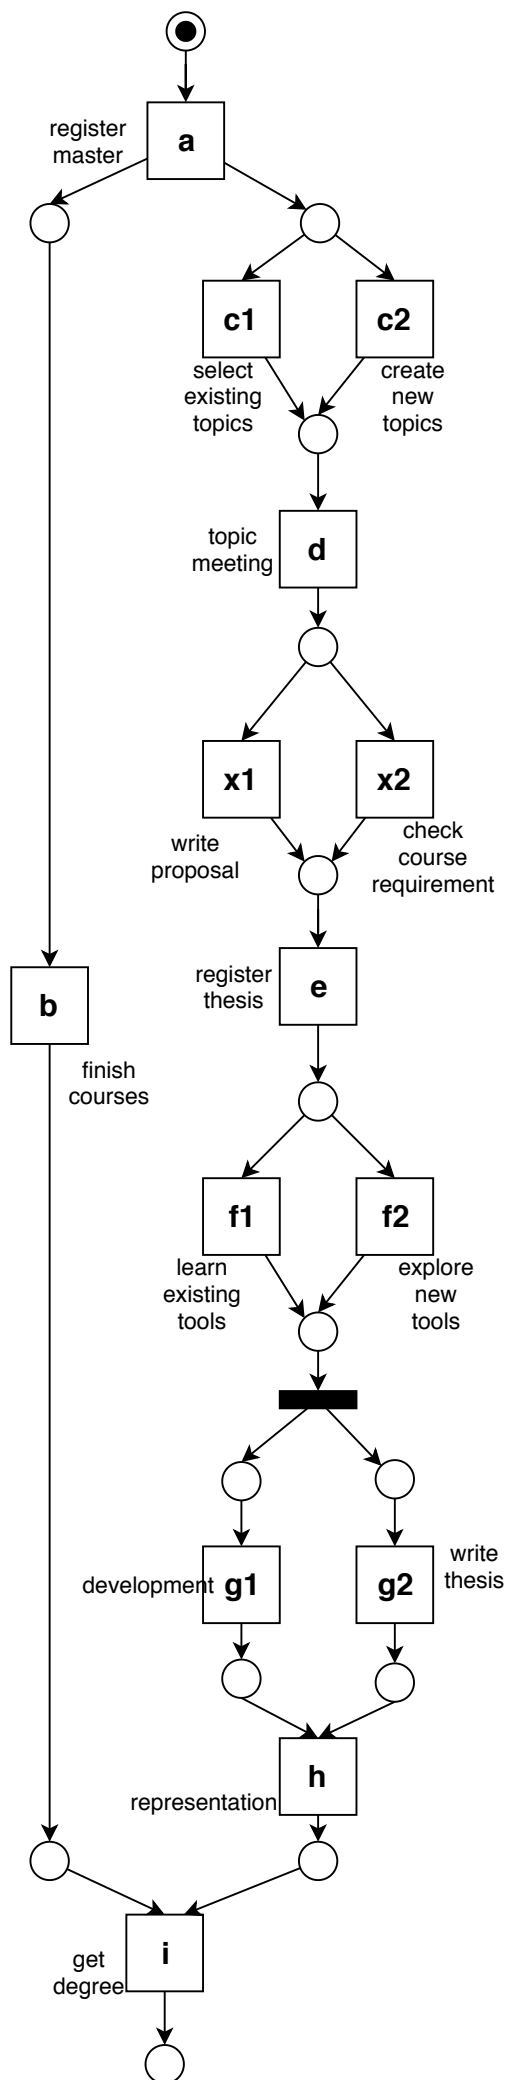 register
master
a
c1
c2
select
existing
topics
create
new
topics
topic
meeting
d
x1
x2
write
proposal
check
course
requirement
register
thesis
e
b
finish
courses
f1
f2
learn
existing
tools
explore
new
tools
development
g1
g2
write
thesis
h
representation
i
get
degree